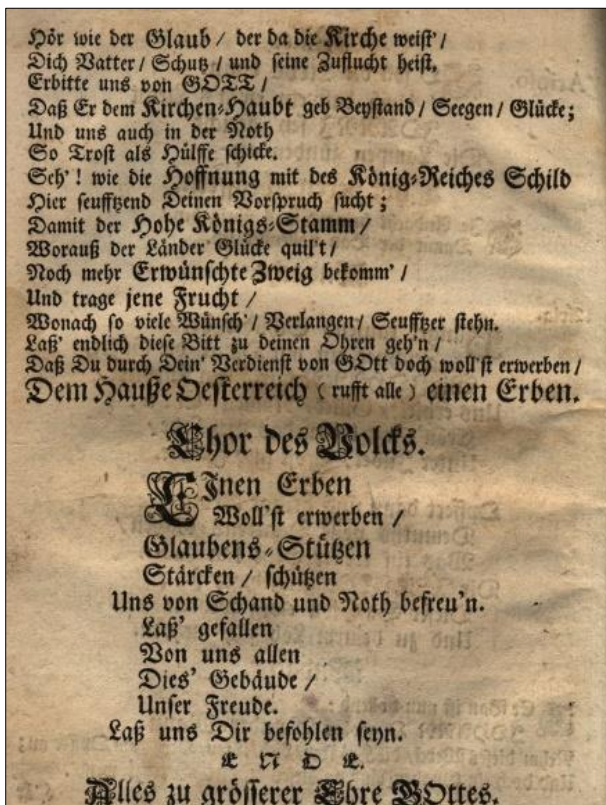 Hör wie der Glaub / der da die Kirche weist' /
Dich Vatter / Schutz / und seine Zuflucht heist.
Erbitte uns von GOTT /
Daß Er dem Kirchen-Haubt geb Beystand / Seegen / Glücke;
Und uns auch in der Noth
So Trost als Hülffe schicke.
Seh' ! wie die Hoffnung mit des König-Reiches Schild
Hier seufftzend Deinen Vorspruch sucht;
Damit der Hohe Königs-Stamm /
Worauß der Länder Glücke quil't /
Noch mehr Erwünschte Zweig bekomm' /
Und trage jene Frucht /
Wonach so viele Wünsch' / Verlangen / Seufftzer stehn.
Laß' endlich diese Bitt zu deinen Ohren geh'n /
Daß Du durch Dein' Verdienst von GOtt doch woll'st erwerben /
Dem Hauße Oesterreich ( rufft alle ) einen Erben.
Chor des Volcks.
EInen Erben
Woll'st erwerben /
Glaubens-Stützen
Stärcken / schützen
Uns von Schand und Noth befreu'n.
Laß' gefallen
Von uns allen
Dies' Gebäude /
Unser Freude.
Laß uns Dir befohlen seyn.
E N D E.
Alles zu grösserer Ehre GOttes.